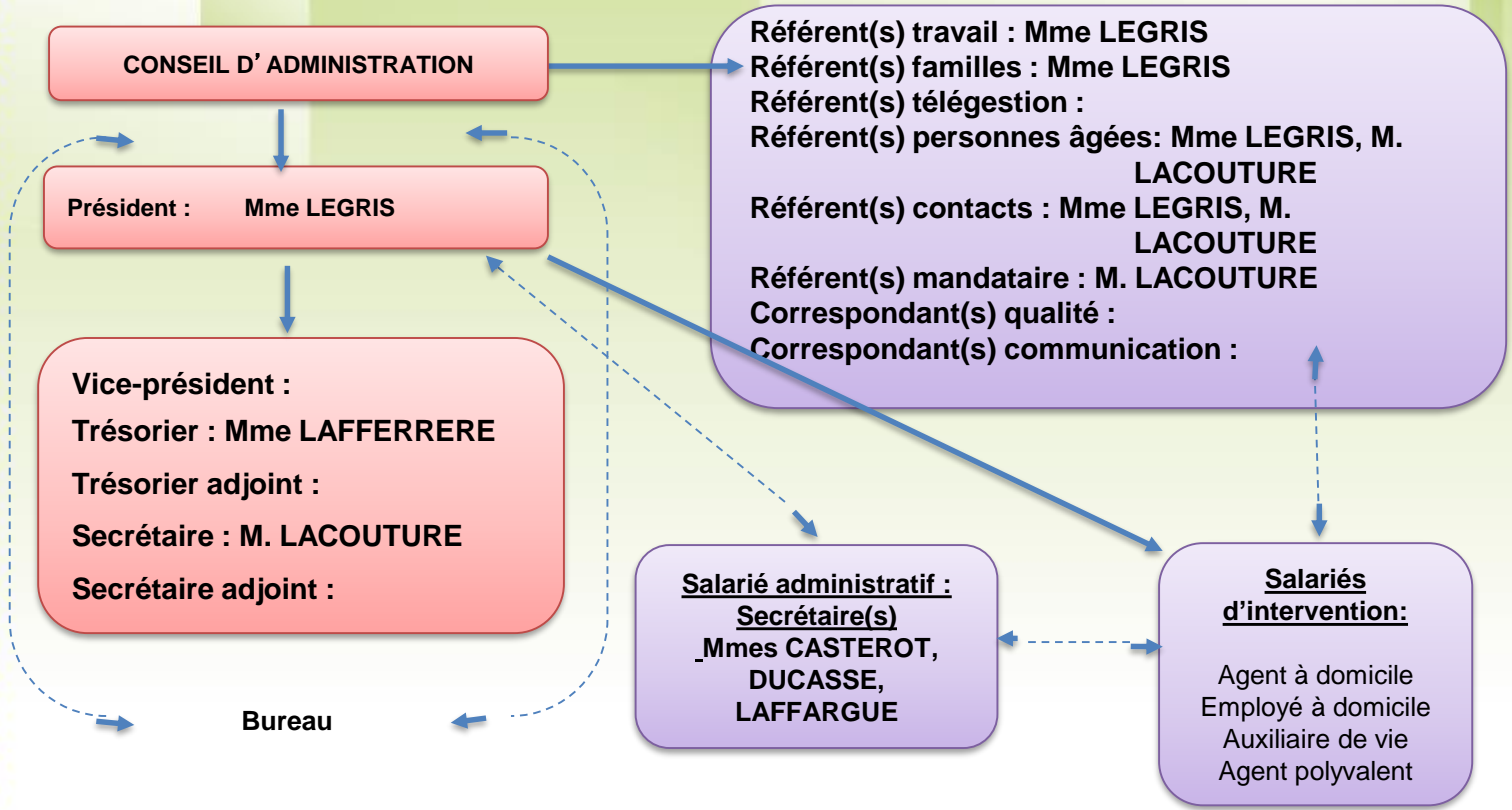 CONSEIL D’ADMINISTRATION
Président : Mme LEGRIS
Vice-président :
Trésorier : Mme LAFFERRERE
Trésorier adjoint :
Secrétaire : M. LACOUTURE
Secrétaire adjoint :
Bureau
Référent(s) travail : Mme LEGRIS
Référent(s) familles : Mme LEGRIS
Référent(s) télégestion :
Référent(s) personnes âgées: Mme LEGRIS, M.
LACOUTURE
Référent(s) contacts : Mme LEGRIS, M.
LACOUTURE
Référent(s) mandataire : M. LACOUTURE
Correspondant(s) qualité :
Correspondant(s) communication :
Salarié administratif :
Secrétaire(s)
Mmes CASTEROT,
DUCASSE,
LAFFARGUE
Salariés
d’intervention:
Agent à domicile
Employé à domicile
Auxiliaire de vie
Agent polyvalent